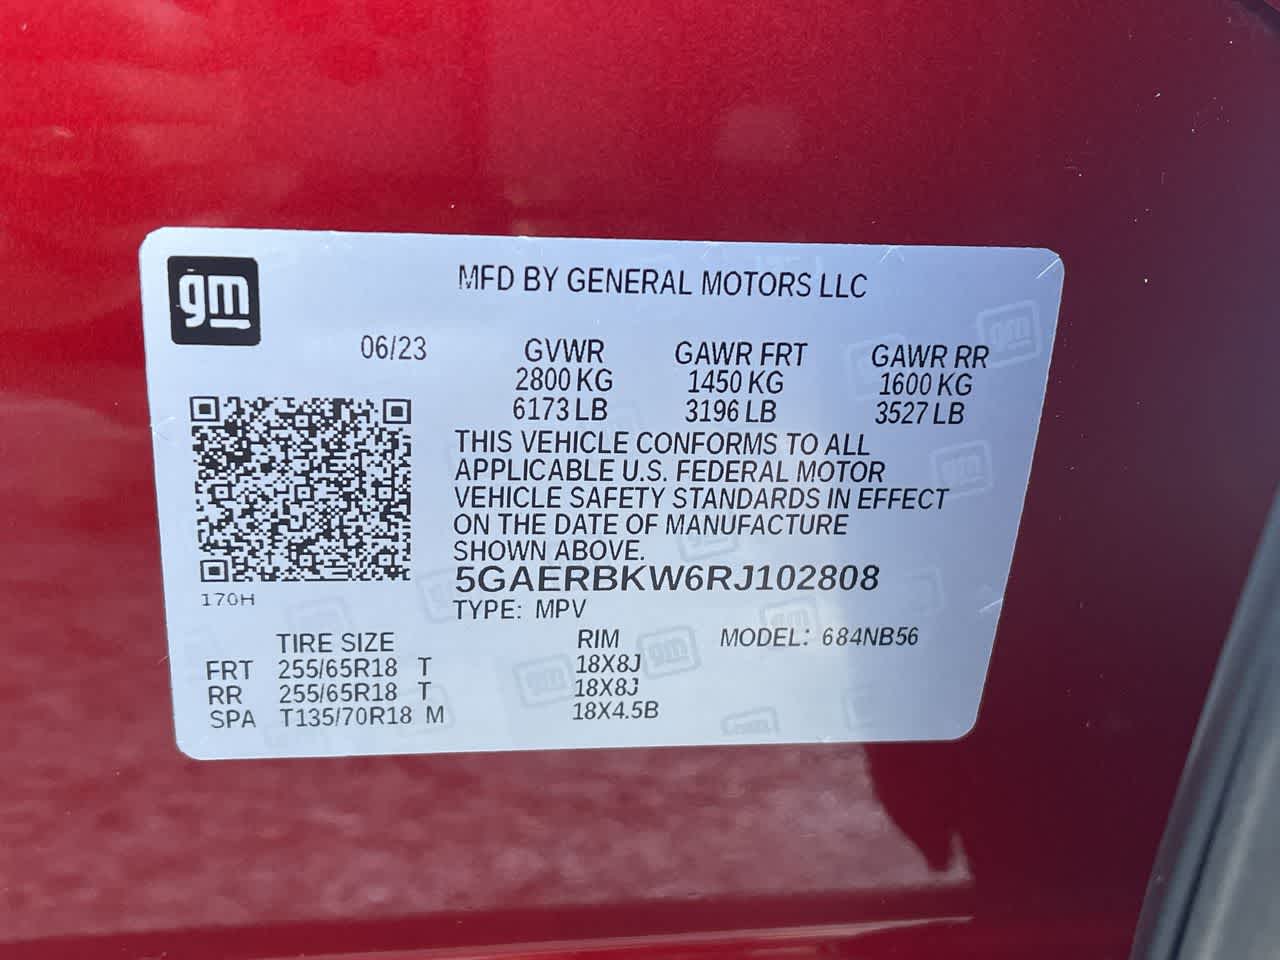 gm
MFD BY GENERAL MOTORS LLC
06/23 GVWR GAWR FRT GAWR RR
2800 KG 1450 KG 1600 KG
6173 LB 3196 LB 3527 LB
THIS VEHICLE CONFORMS TO ALL
APPLICABLE U.S. FEDERAL MOTOR
VEHICLE SAFETY STANDARDS IN EFFECT
ON THE DATE OF MANUFACTURE
SHOWN ABOVE.
5GAERBKW6RJ102808
170H
TYPE: MPV
TIRE SIZE RIM MODEL: 684NB56
FRT 255/65R18 T 18X8J
RR 255/65R18 T 18X8J
SPA T135/70R18 M 18X4.5B